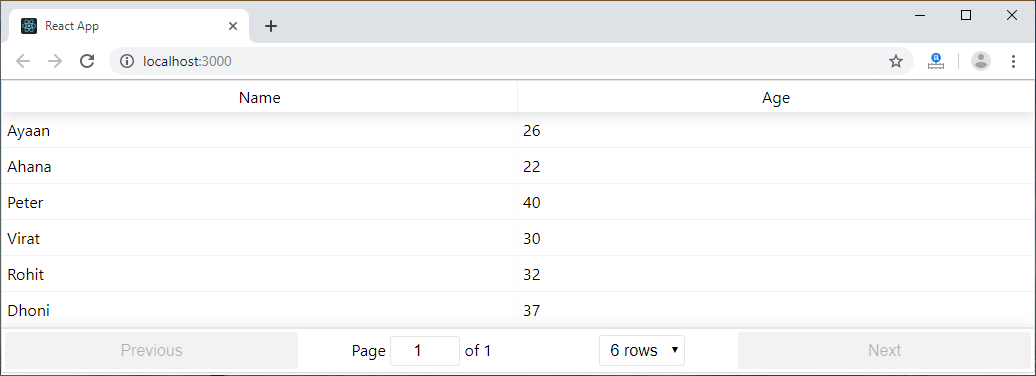 React App
localhost:3000
Name Age
Ayaan 26
Ahana 22
Peter 40
Virat 30
Rohit 32
Dhoni 37
Previous Page 1 of 1 6 rows Next